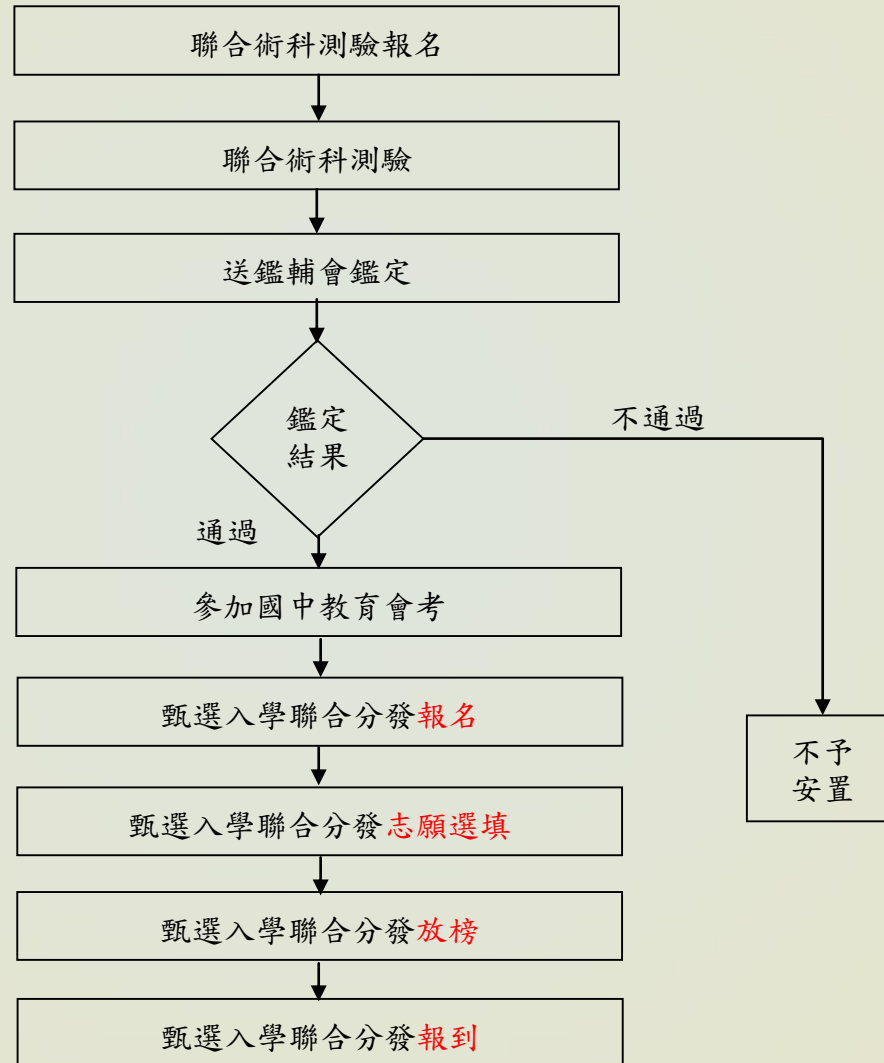 聯合術科測驗報名
聯合術科測驗
送鑑輔會鑑定
鑑定
結果
不通過
通過
參加國中教育會考
甄選入學聯合分發報名
不予
安置
甄選入學聯合分發志願選填
甄選入學聯合分發放榜
甄選入學聯合分發報到